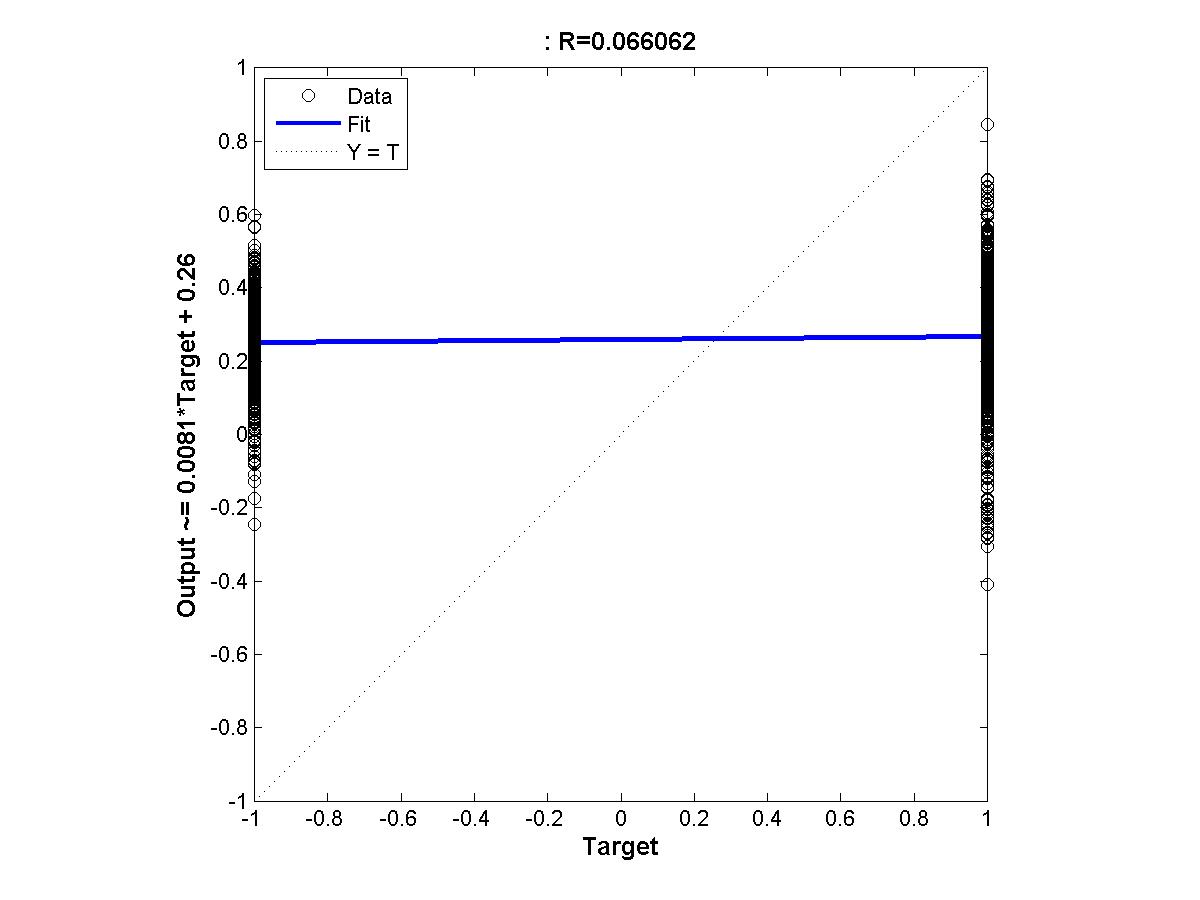 : R=0.066062
Data
Fit
Y = T
Output ~= 0.0081*Target + 0.26
1
0.8
0.6
0.4
0.2
0
-0.2
-0.4
-0.6
-0.8
-1
-1 -0.8 -0.6 -0.4 -0.2 0 0.2 0.4 0.6 0.8 1
Target